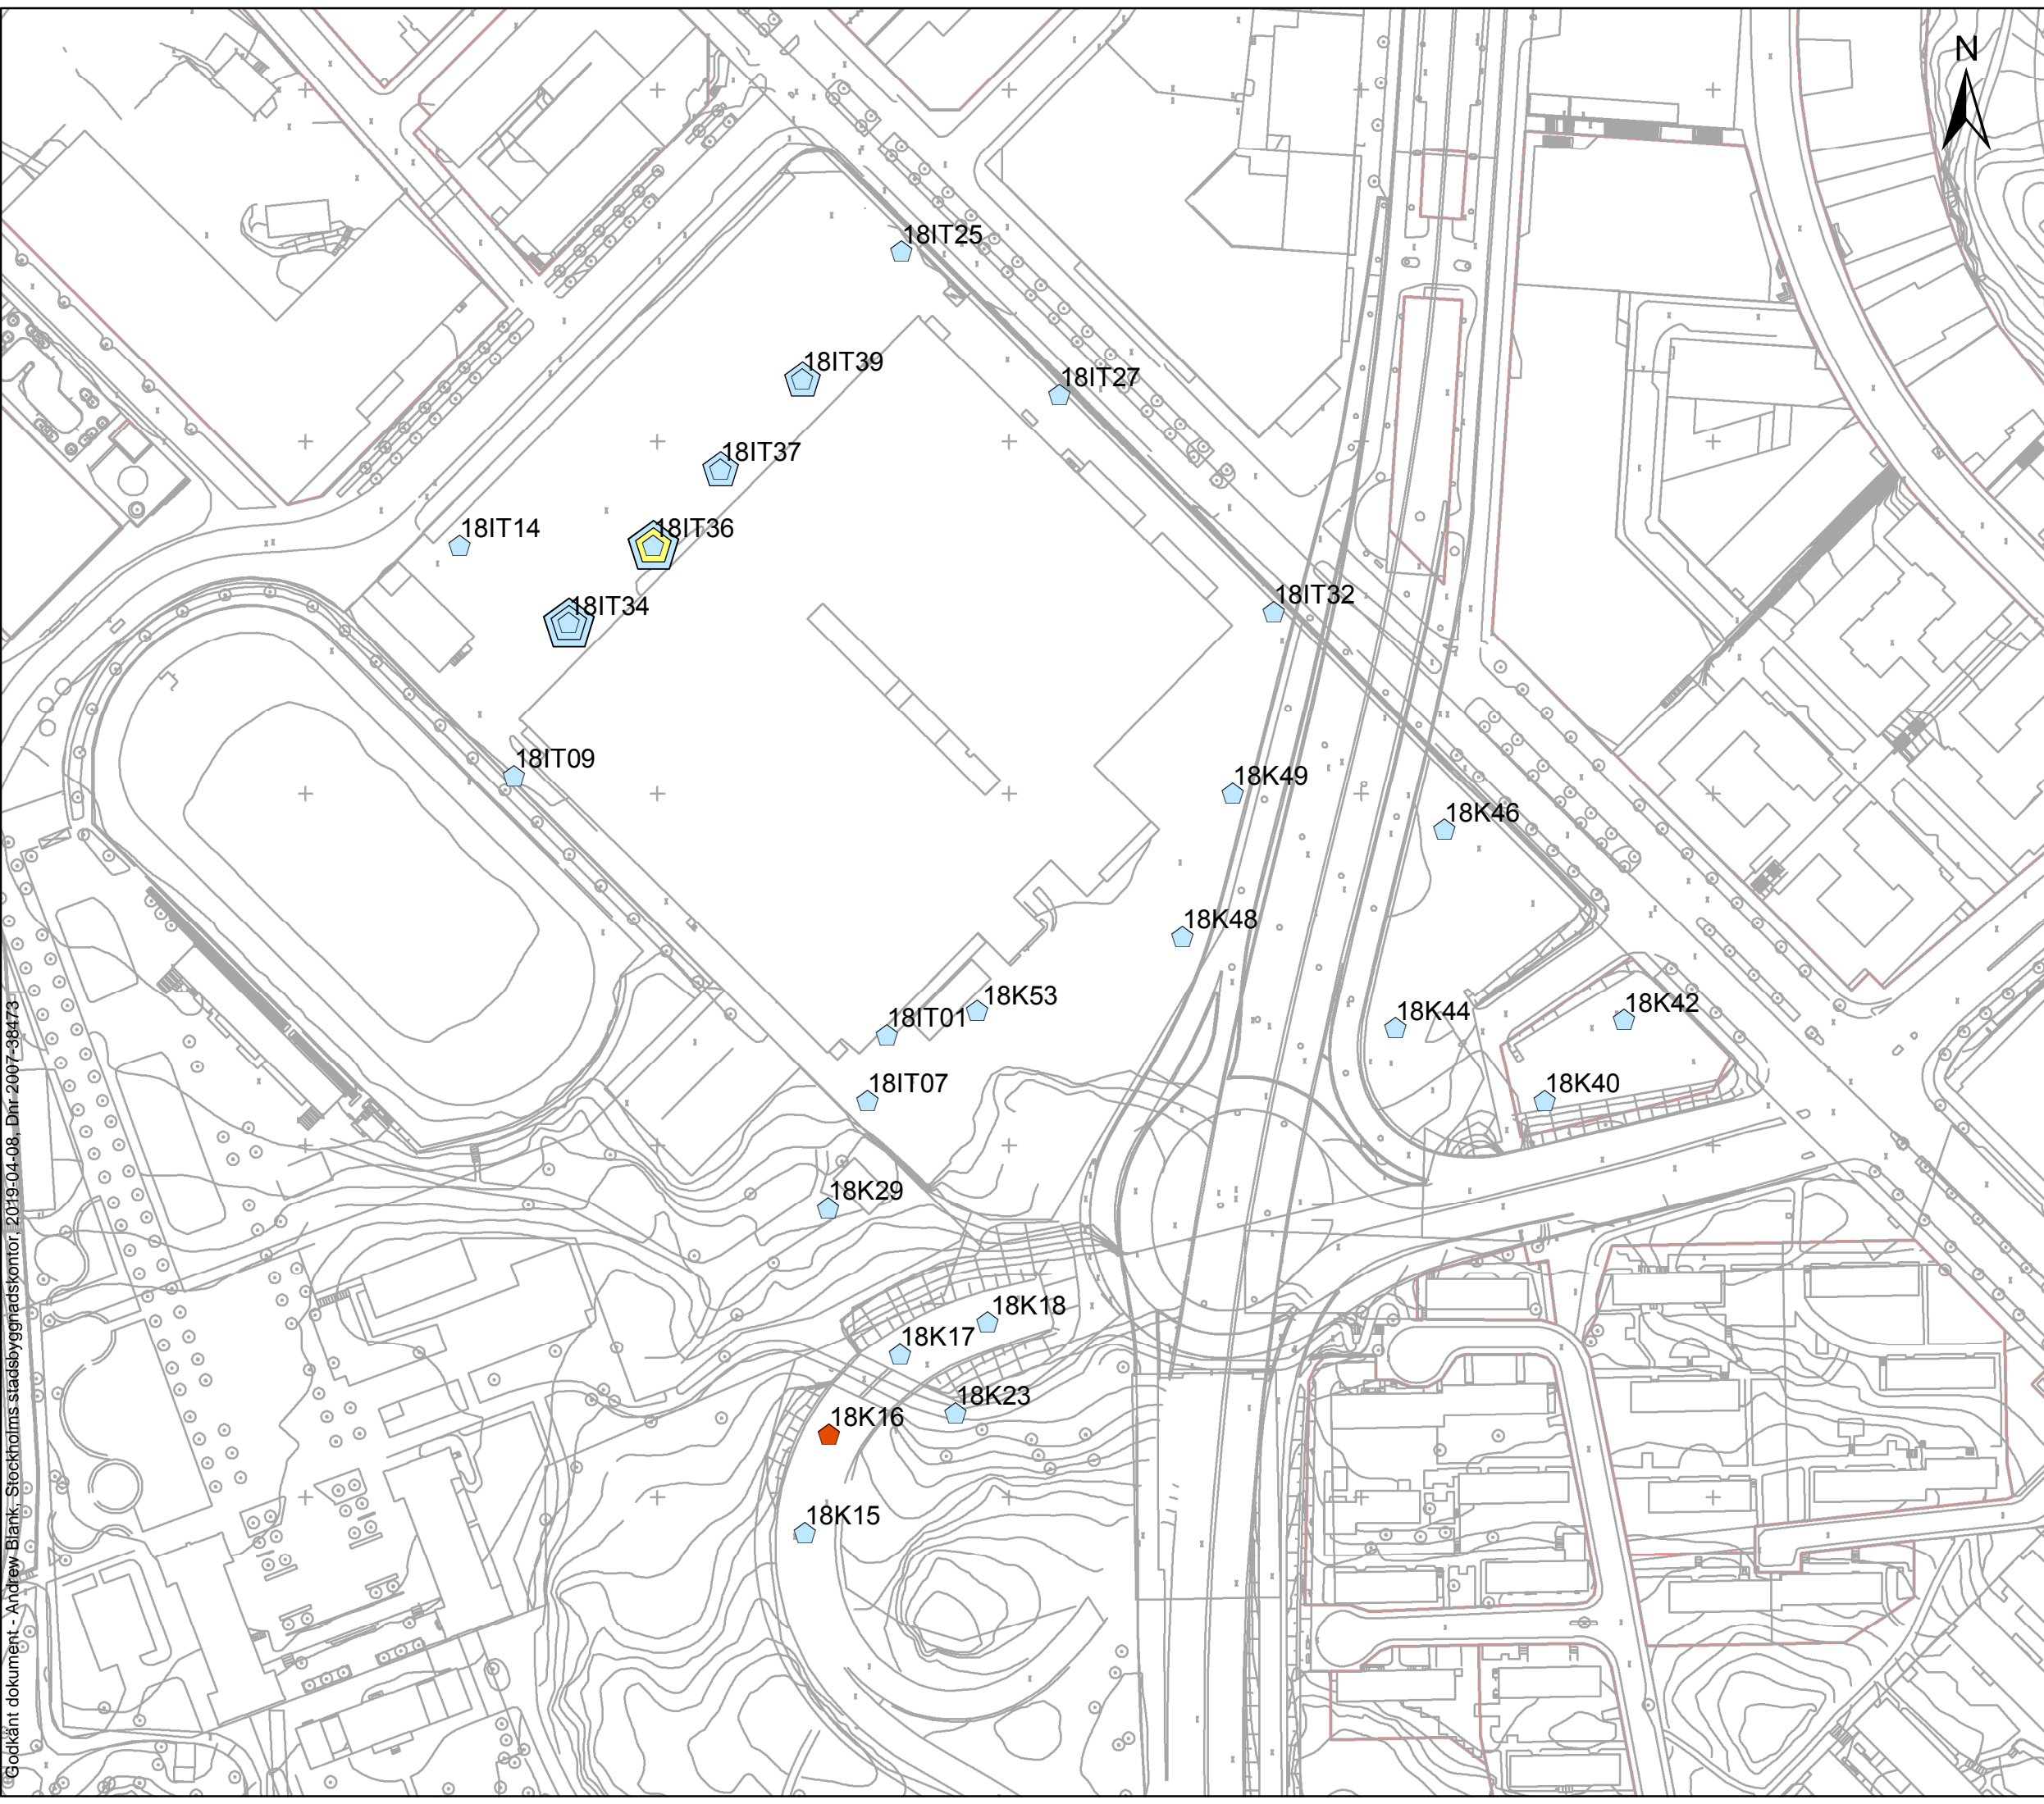 N
18IT25
18IT39
18IT27
18IT37
18IT14
18IT36
18IT32
18IT34
18IT09
18K49
18K46
18K48
18K53
18K44
18K42
18IT01
18IT07
18K40
18K29
18K18
18K17
18K23
18K16
18K15
Godkänt dokument - Andrew Blank, Stockholms stadsbyggnadskontor, 2019-04-08, Dnr 2007-38473